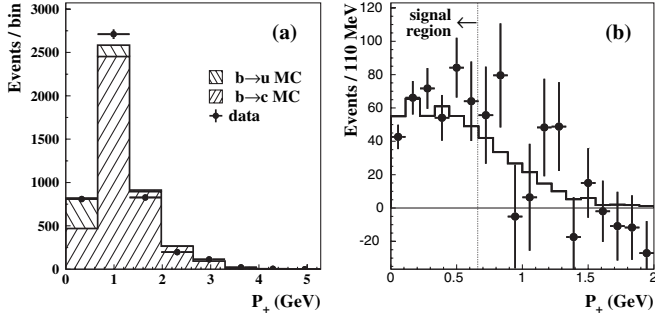 (a)
Events / bin
3000
2500
2000
1500
1000
500
0
b→u MC
b→c MC
data
0 1 2 3 4 5
P+ (GeV)
(b)
Events / 110 MeV
120
100
80
60
40
20
0
-20
signal
region
0 0.5 1 1.5 2
P+ (GeV)